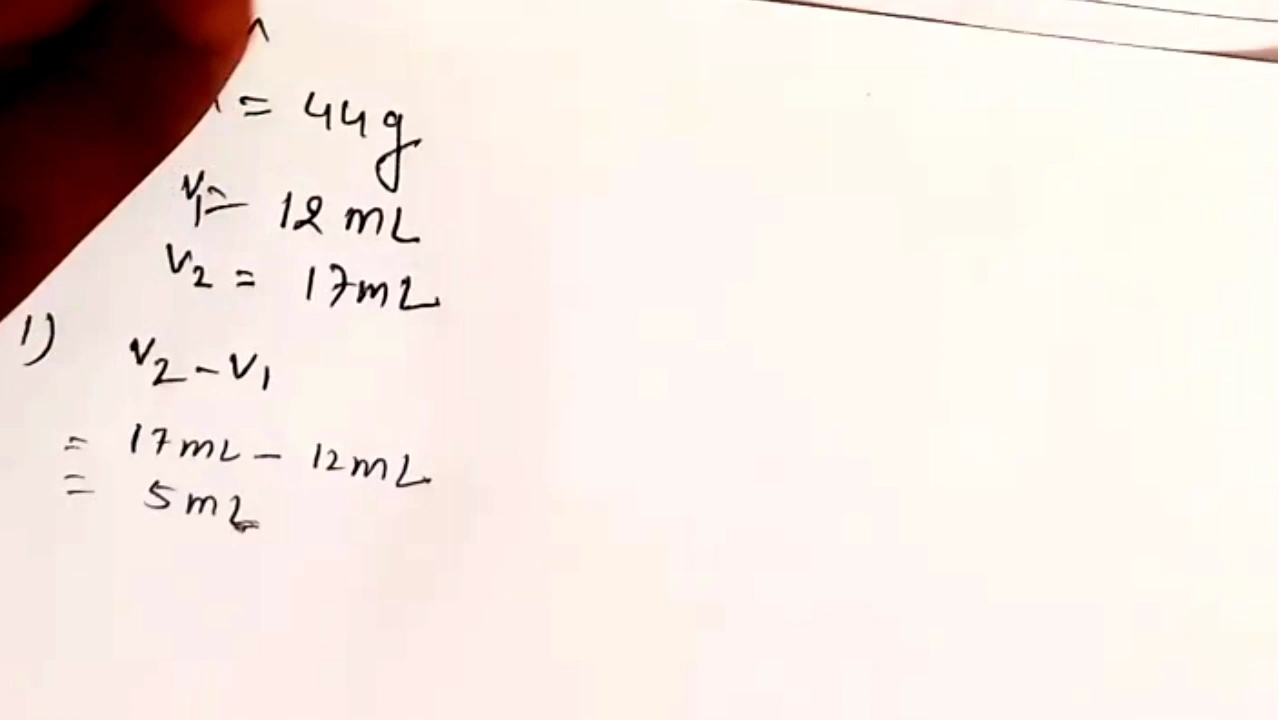 = 44g
V1 = 12 mL
V2 = 17mL
1) V2 - V1
= 17mL - 12mL
= 5mL